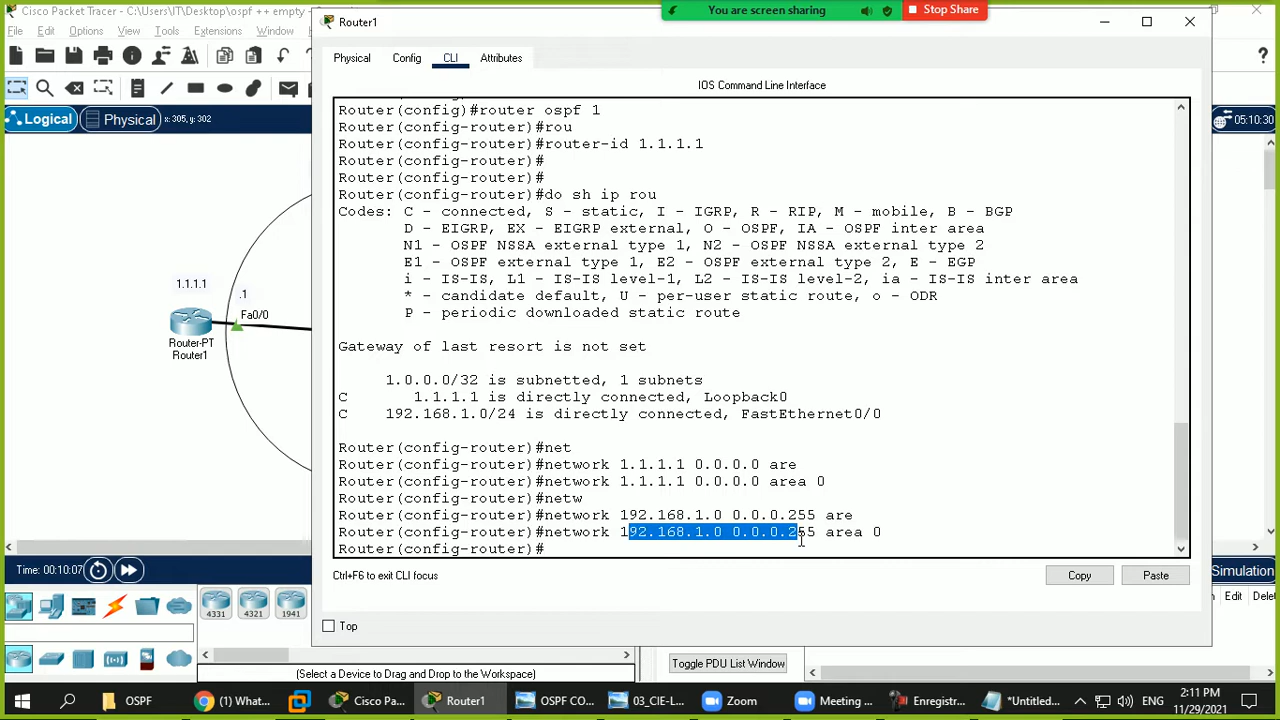 Cisco Packet Tracer - C:\Users\IT\Desktop\ospf ++ empty -
You are screen sharing
Stop Share
Router1
File Edit Options View Tools Extensions Window
Physical Config CLI Attributes
IOS Command Line Interface
Logical Physical x: 305, y: 302
05:10:30
Router(config)#router ospf 1
Router(config-router)#rou
Router(config-router)#router-id 1.1.1.1
Router(config-router)#
Router(config-router)#
Router(config-router)#do sh ip rou
Codes: C - connected, S - static, I - IGRP, R - RIP, M - mobile, B - BGP
D - EIGRP, EX - EIGRP external, O - OSPF, IA - OSPF inter area
N1 - OSPF NSSA external type 1, N2 - OSPF NSSA external type 2
E1 - OSPF external type 1, E2 - OSPF external type 2, E - EGP
i - IS-IS, L1 - IS-IS level-1, L2 - IS-IS level-2, ia - IS-IS inter area
* - candidate default, U - per-user static route, o - ODR
P - periodic downloaded static route
Gateway of last resort is not set
1.0.0.0/32 is subnetted, 1 subnets
C 1.1.1.1 is directly connected, Loopback0
C 192.168.1.0/24 is directly connected, FastEthernet0/0
Router(config-router)#net
Router(config-router)#network 1.1.1.1 0.0.0.0 are
Router(config-router)#network 1.1.1.1 0.0.0.0 area 0
Router(config-router)#netw
Router(config-router)#network 192.168.1.0 0.0.0.255 are
Router(config-router)#network 192.168.1.0 0.0.0.255 area 0
Router(config-router)#
1.1.1.1
.1
Fa0/0
Router-PT
Router1
Ctrl+F6 to exit CLI focus
Copy Paste
Top
Time: 00:10:07
Simulation
4331 4321 1941
Edit Delet
Toggle PDU List Window
(Select a Device to Drag and Drop to the Workspace)
OSPF
(1) What...
Cisco Pa...
Router1
OSPF CO...
03_CIE-L...
Zoom
Meeting ...
Enregistr...
*Untitled...
ENG
2:11 PM
11/29/2021